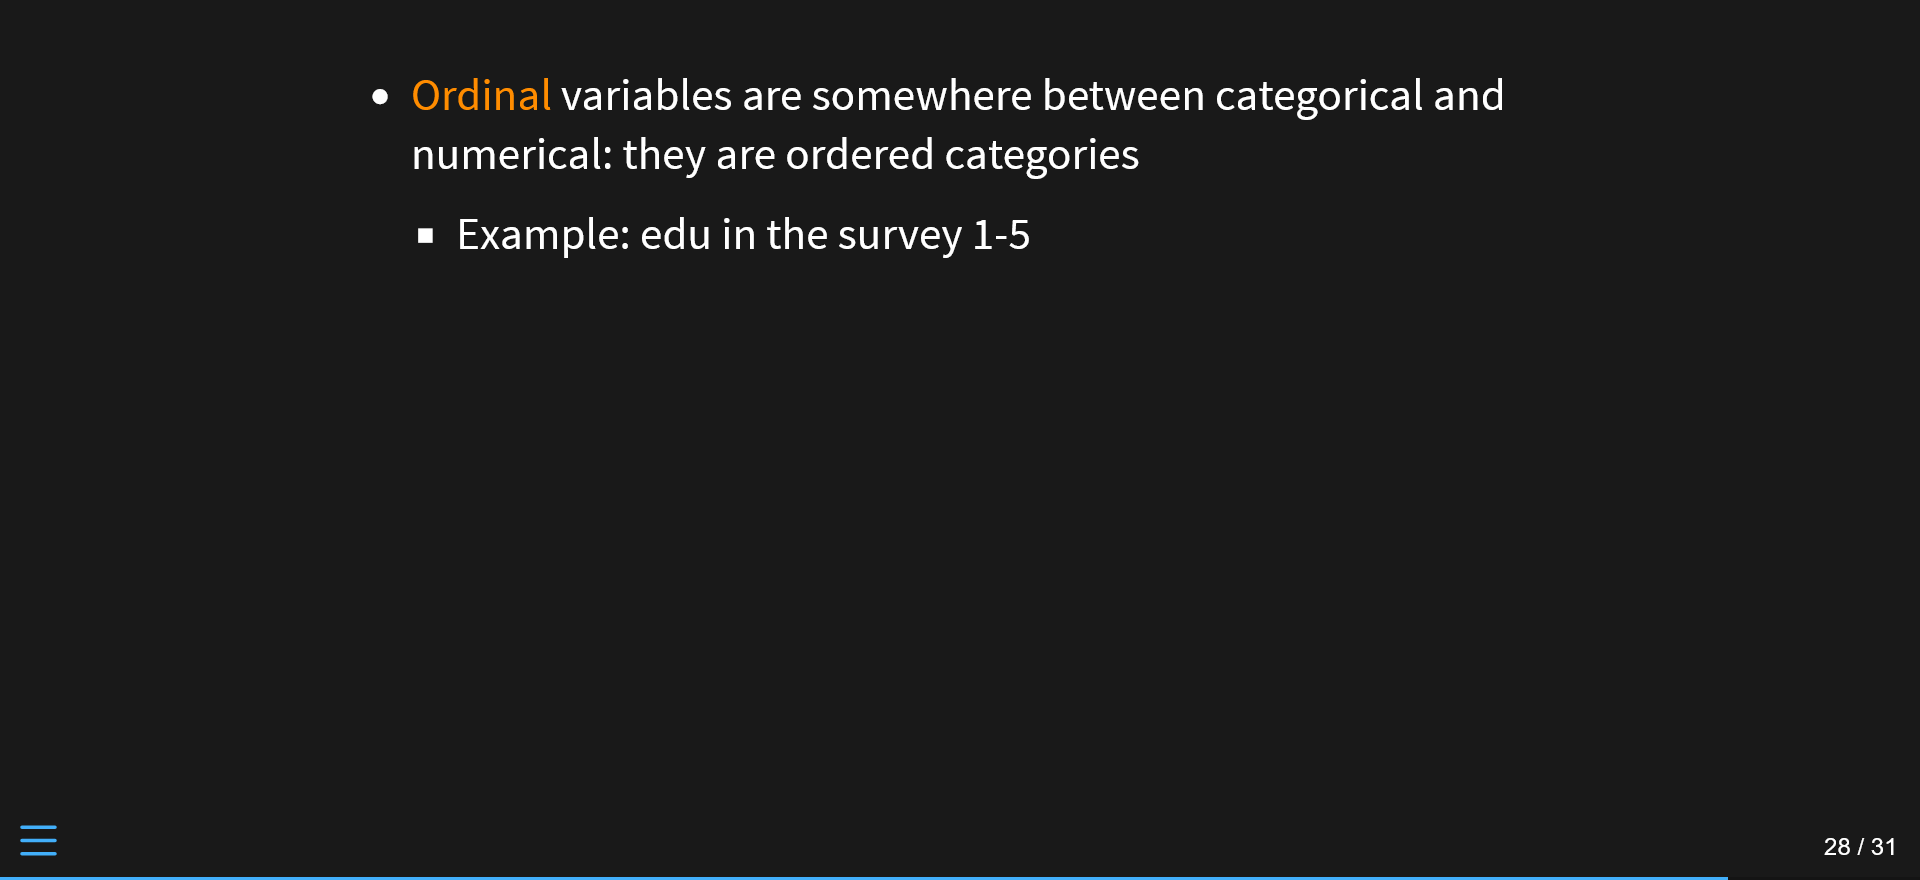 Ordinal variables are somewhere between categorical and
numerical: they are ordered categories
Example: edu in the survey 1-5
28 / 31